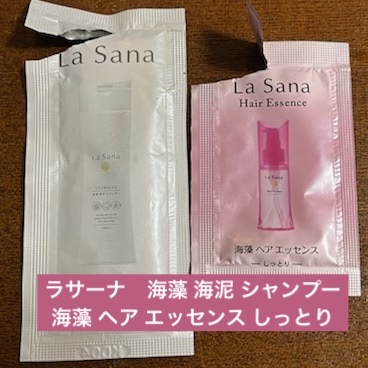 La Sana
La Sana
La Sana
Hair Essence
海藻 ヘア エッセンス
しっとり
ラサーナ　海藻 海泥 シャンプー
海藻 ヘア エッセンス しっとり